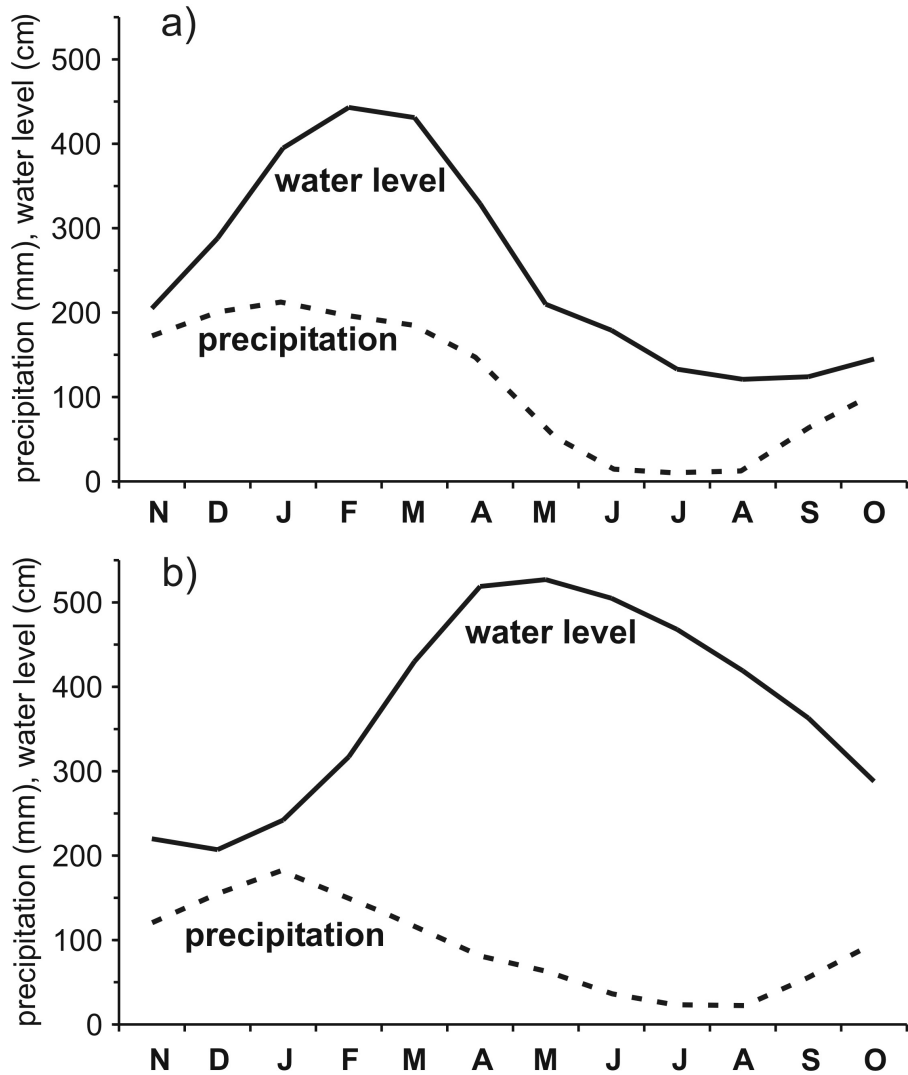 a)
precipitation (mm), water level (cm)
500
400
300
200
100
0
water level
precipitation
N D J F M A M J J A S O
b)
precipitation (mm), water level (cm)
500
400
300
200
100
0
water level
precipitation
N D J F M A M J J A S O